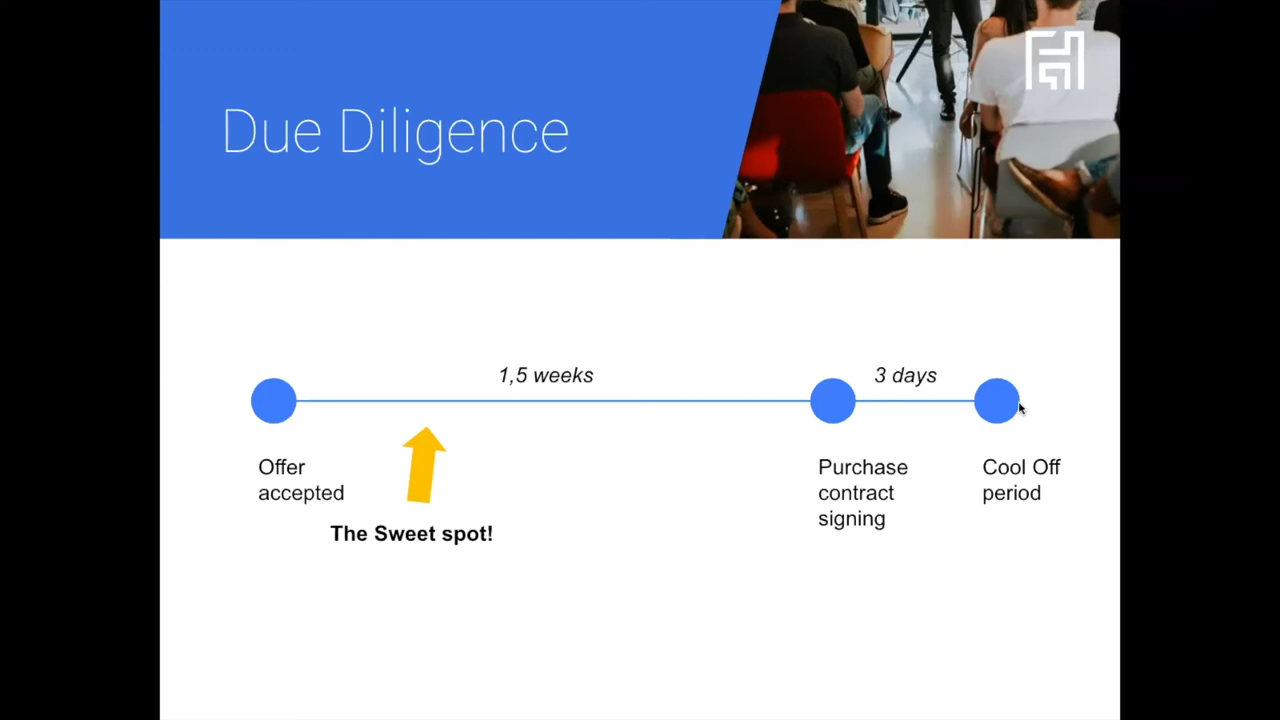 Due Diligence
1,5 weeks
3 days
Offer
accepted
The Sweet spot!
Purchase
contract
signing
Cool Off
period